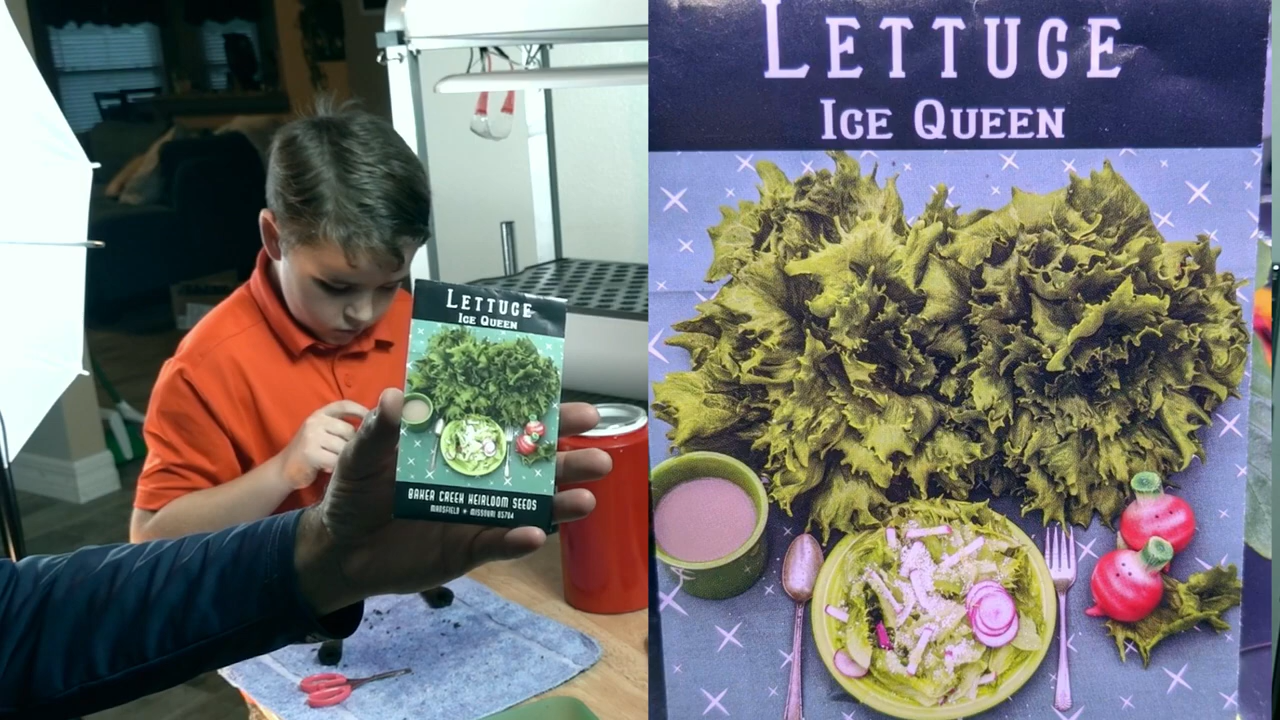 LETTUCE
ICE QUEEN
BAKER CREEK HEIRLOOM SEEDS
MANSFIELD * MISSOURI 65704
LETTUCE
ICE QUEEN